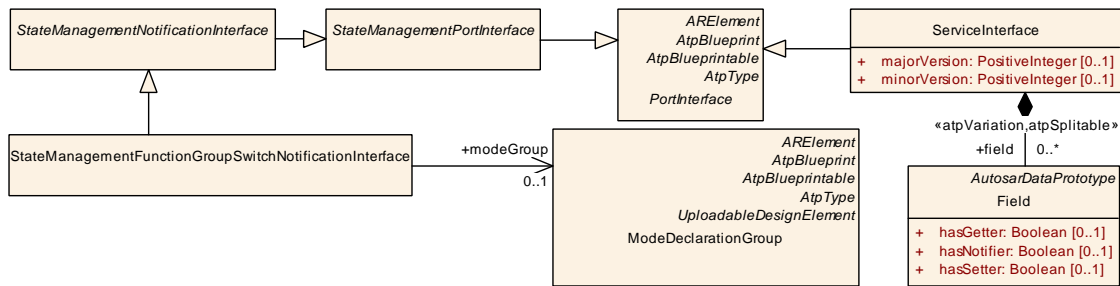 StateManagementNotificationInterface
StateManagementPortInterface
ARElement
AtpBlueprint
AtpBlueprintable
AtpType
PortInterface
ServiceInterface
+ majorVersion: PositiveInteger [0..1]
+ minorVersion: PositiveInteger [0..1]
StateManagementFunctionGroupSwitchNotificationInterface
+modeGroup
0..1
ARElement
AtpBlueprint
AtpBlueprintable
AtpType
UploadableDesignElement
ModeDeclarationGroup
«atpVariation,atpSplitable»
+field 0..*
AutosarDataPrototype
Field
+ hasGetter: Boolean [0..1]
+ hasNotifier: Boolean [0..1]
+ hasSetter: Boolean [0..1]